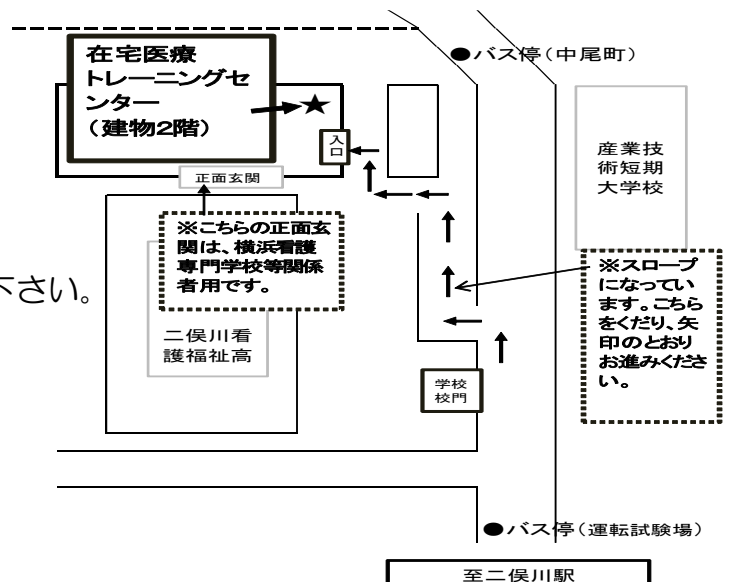 在宅医療
トレーニングセ
ンター
（建物2階）
★
●バス停（中尾町）
入
口
産業技
術短期
大学校
正面玄関
※こちらの正面玄
関は、横浜看護
専門学校等関係
者用です。
※スロープ
になってい
ます。こちら
をくだり、矢
印のとおり
お進みくださ
い。
下さい。
二俣川看
護福祉高
学校
校門
●バス停（運転試験場）
至二俣川駅